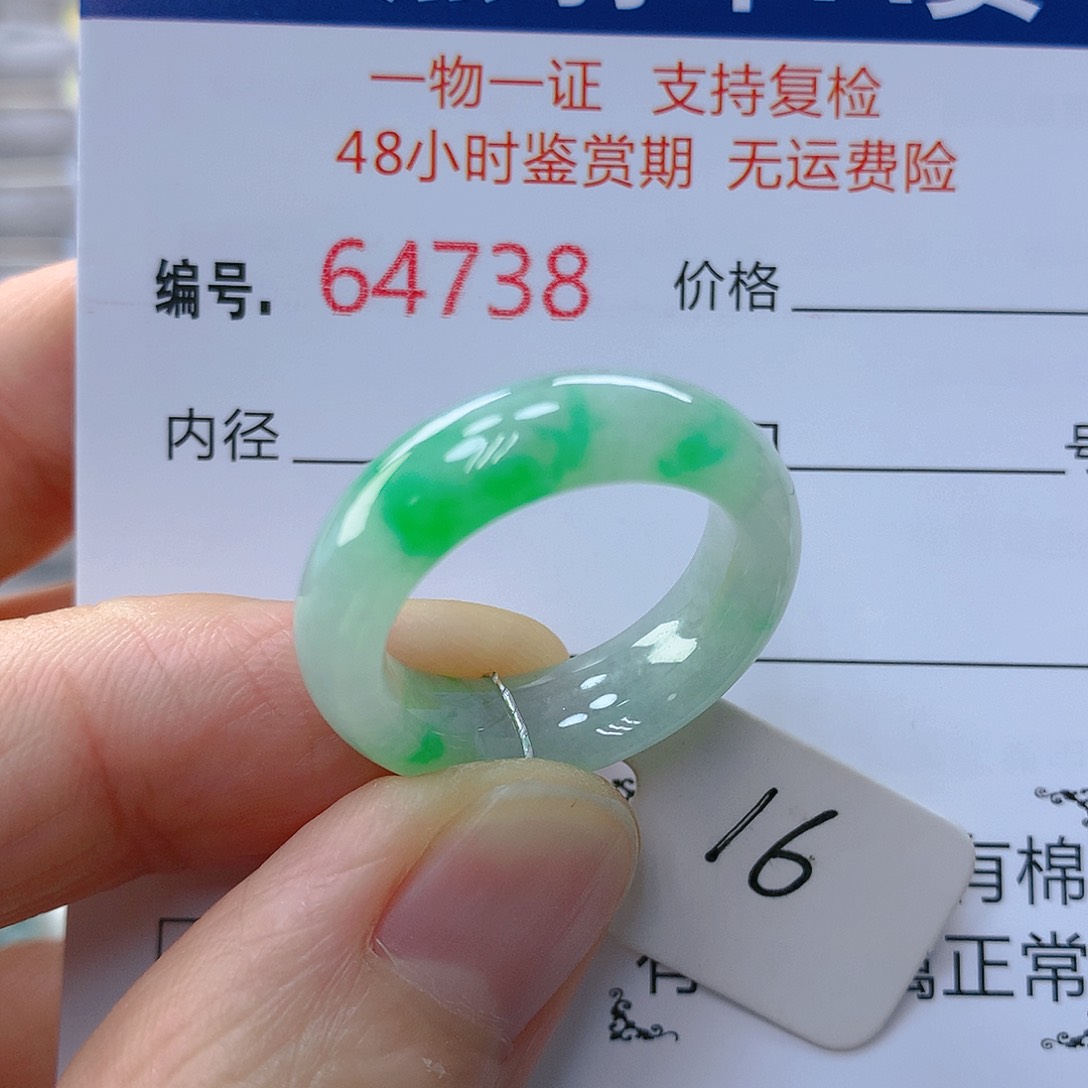 一物一证 支持复检
48小时鉴赏期 无运费险
编号. 64738 价格
内径
16
有棉
正常